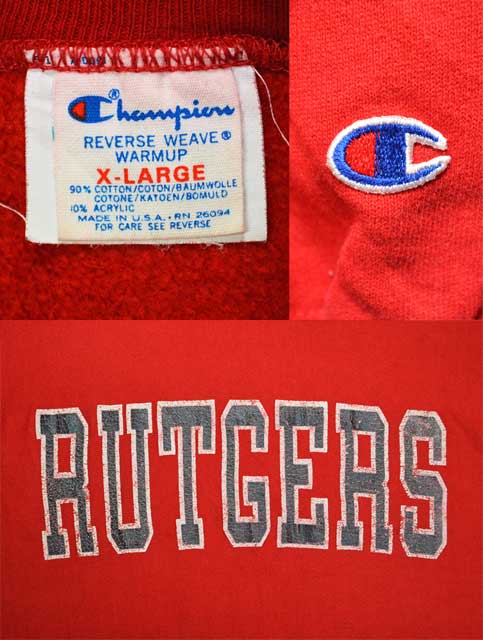 Champion®
REVERSE WEAVE®
WARMUP
X-LARGE
90% COTTON/COTON/BAUMWOLLE
COTONE/KATOEN/BOMULD
10% ACRYLIC
MADE IN U.S.A. • RN 26094
FOR CARE SEE REVERSE
RUTGERS